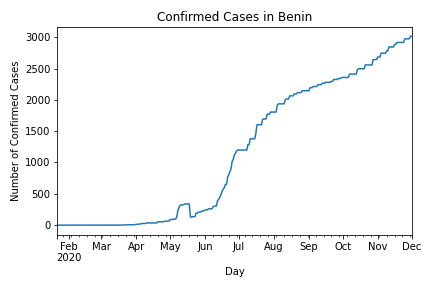 Confirmed Cases in Benin
3000
2500
2000
1500
1000
500
0
Number of Confirmed Cases
Feb Mar Apr May Jun Jul Aug Sep Oct Nov Dec
2020
Day